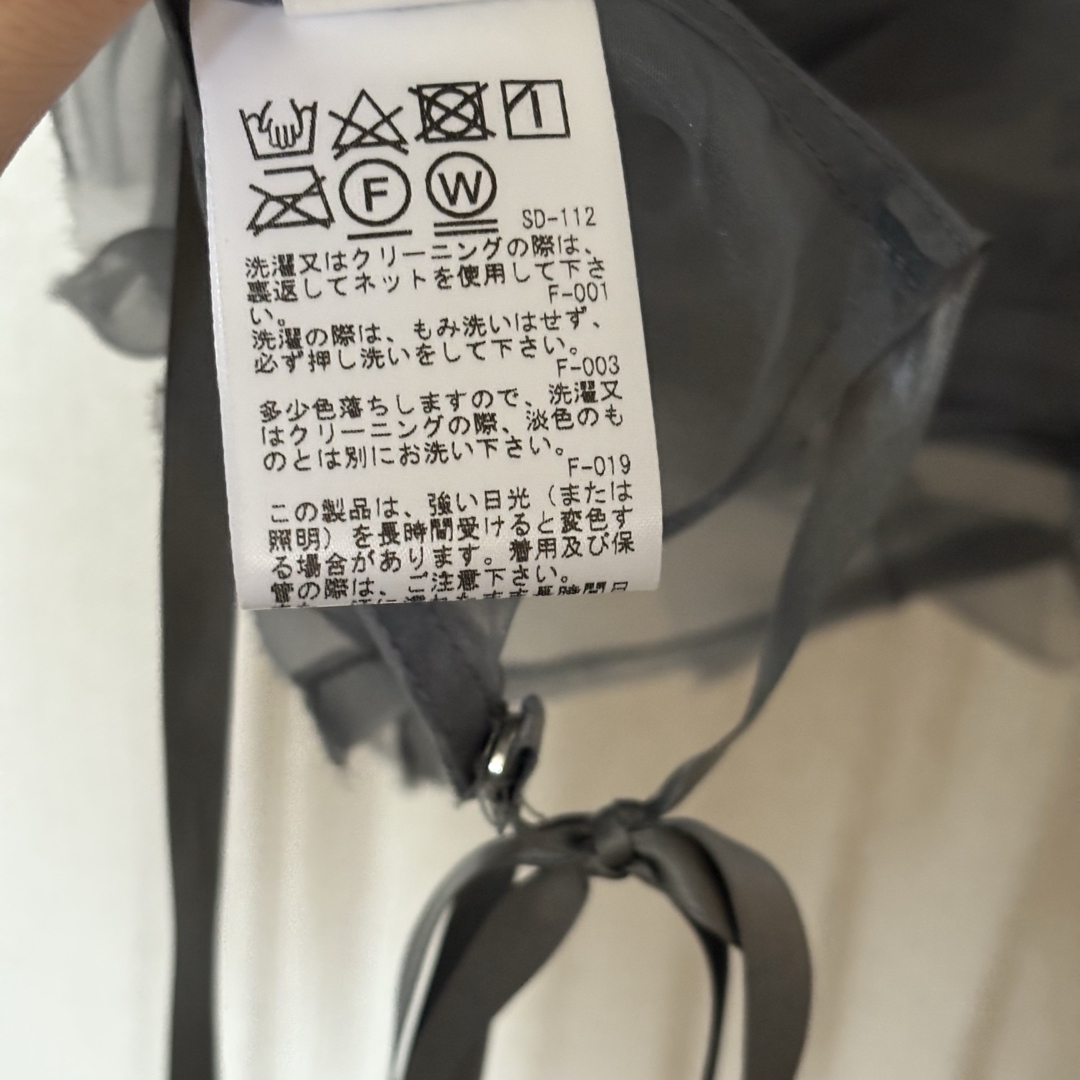 F W
SD-112
洗濯又はクリーニングの際は、
裏返してネットを使用して下さ
い。
F-001
洗濯の際は、もみ洗いはせず、
必ず押し洗いをして下さい。
F-003
多少色落ちしますので、洗濯又
はクリーニングの際、淡色のも
のとは別にお洗い下さい。
F-019
この製品は、強い日光（または
照明）を長時間受けると変色す
る場合があります。着用及び保
管の際は、ご注意下さい。